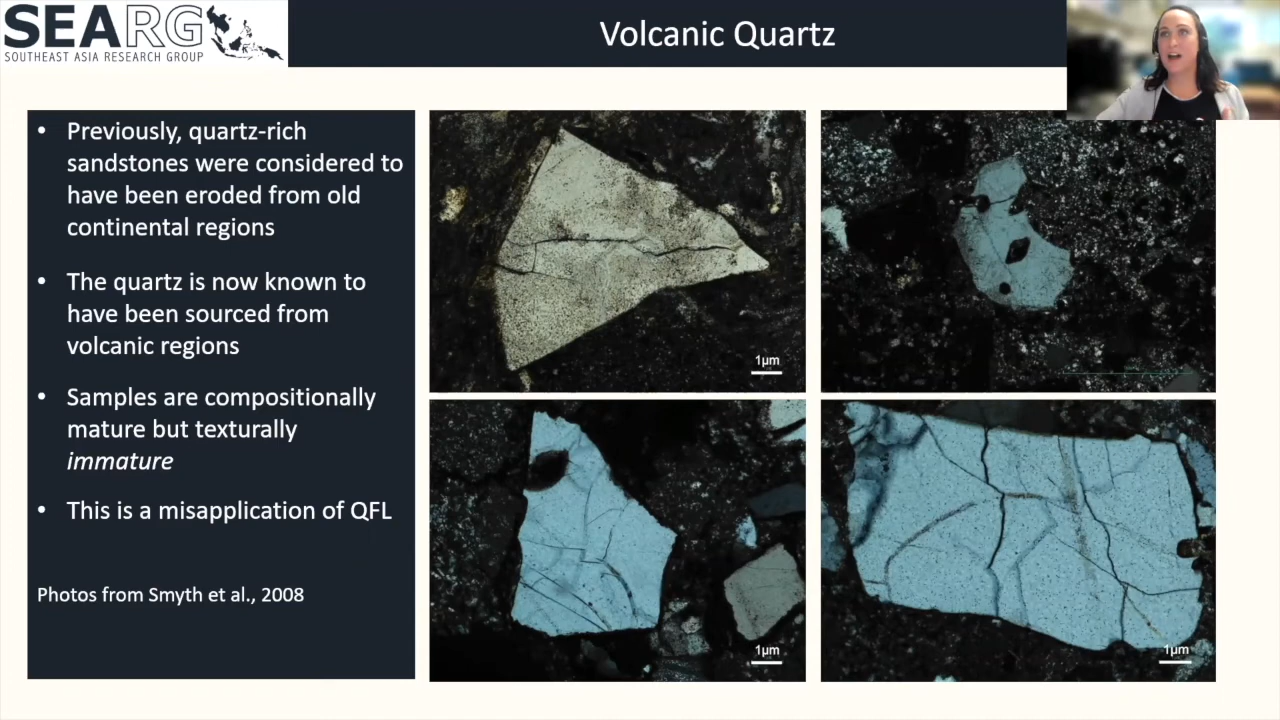 SEARG
SOUTHEAST ASIA RESEARCH GROUP
Volcanic Quartz
• Previously, quartz-rich
sandstones were considered to
have been eroded from old
continental regions
• The quartz is now known to
have been sourced from
volcanic regions
• Samples are compositionally
mature but texturally
immature
• This is a misapplication of QFL
Photos from Smyth et al., 2008
1µm
1µm
1µm